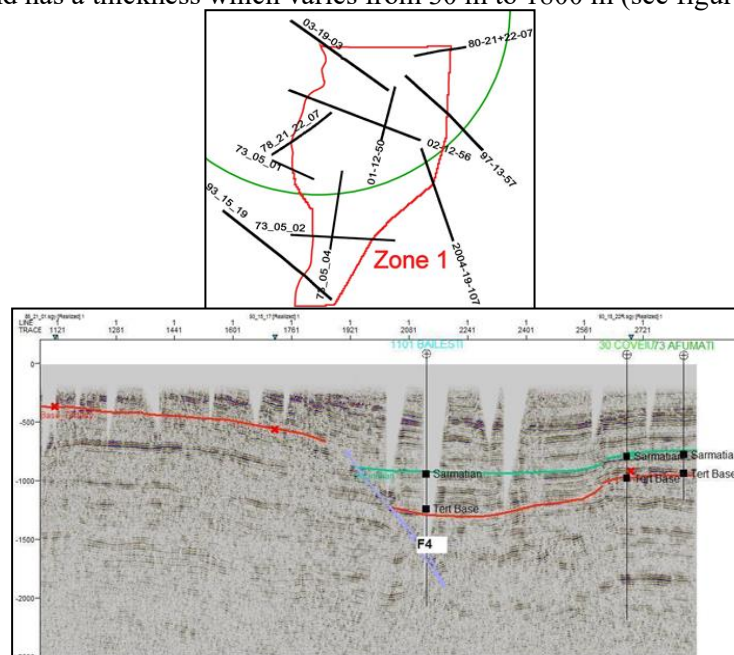 nd has a thickness which varies from 50 m to 1800 m (see figur
03-19-03
80-21+22-07
78_21_22_07
73_05_01
01-12-50
02-12-56
97-13-57
93_15_19
73_05_02
2004-19-107
Zone 1
LINE
TRACE 1121 1281 1441 1601 1761 1921 2081 2241 2401 2561 2721
1101 BAILESTI
73 AFUMATI
0
-500
Sarmatian
Sarmatian
Sarmatia
-1000
Tert Base
Tert Base
Tert Base
F4
-1500
-2000